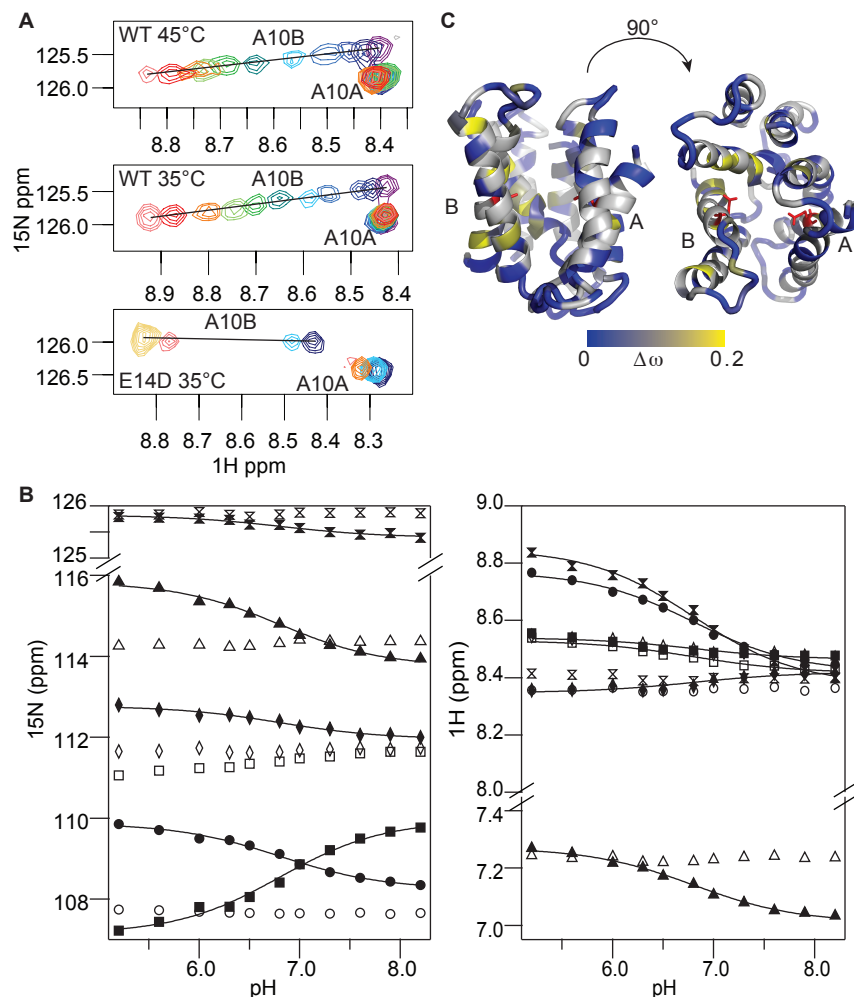 A
WT 45°C
A10B
A10A
125.5
126.0
8.8 8.7 8.6 8.5 8.4
WT 35°C
A10B
A10A
125.5
126.0
8.9 8.8 8.7 8.6 8.5 8.4
15N ppm
A10B
A10A
E14D 35°C
126.0
126.5
8.8 8.7 8.6 8.5 8.4 8.3
1H ppm
C
90°
B
A
B
A
0 Δω 0.2
B
126
125
116
114
112
110
108
15N (ppm)
6.0 7.0 8.0
pH
9.0
8.8
8.6
8.4
8.2
8.0
7.4
7.2
7.0
1H (ppm)
6.0 7.0 8.0
pH